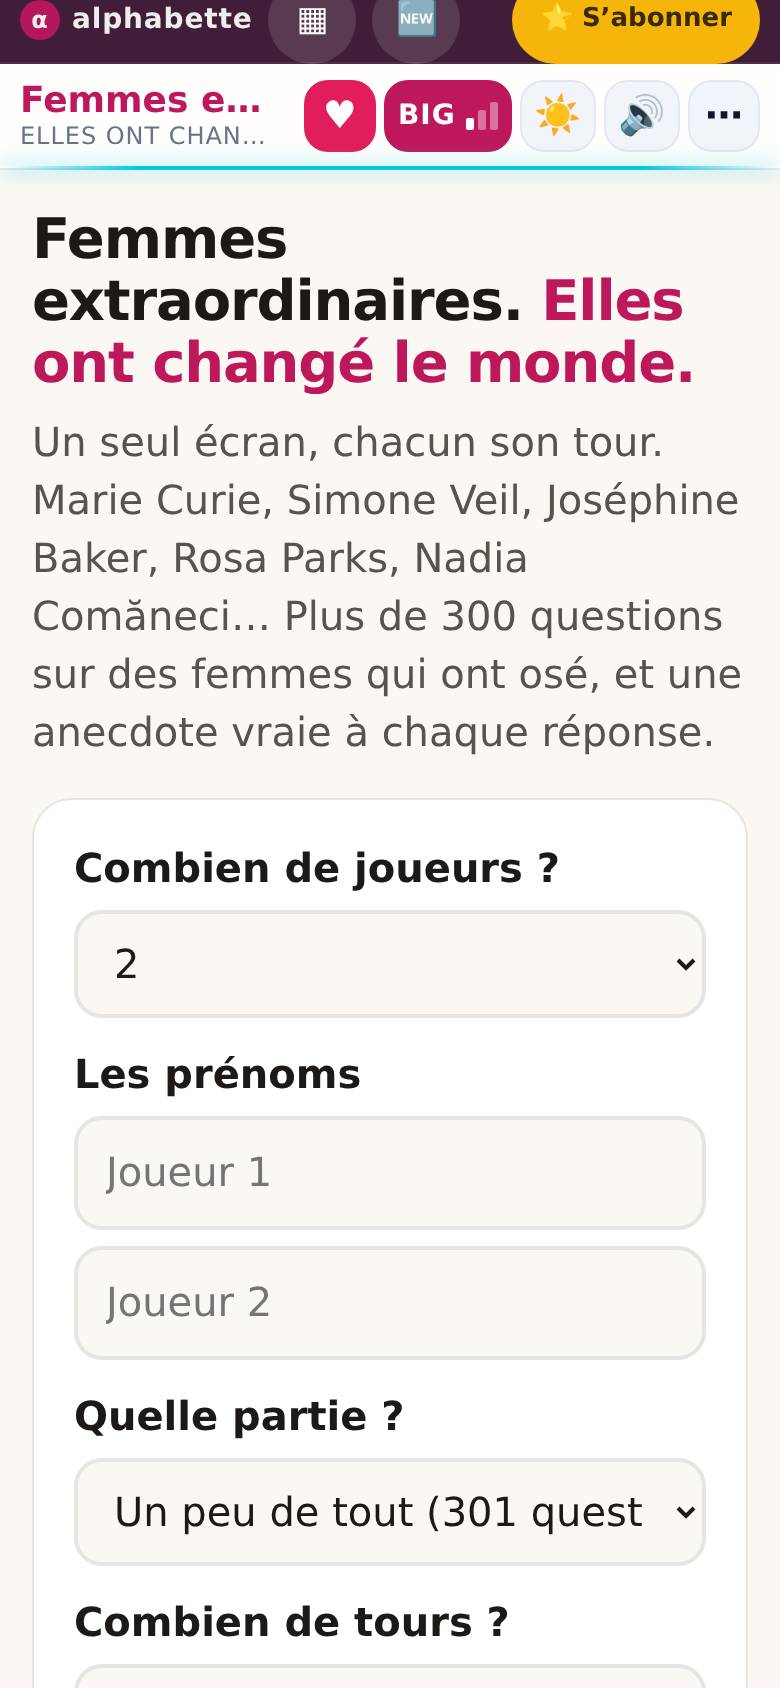 α alphabette 🆕 ⭐ S’abonner
Femmes e…
ELLES ONT CHAN…
BIG
Femmes
extraordinaires. Elles
ont changé le monde.
Un seul écran, chacun son tour.
Marie Curie, Simone Veil, Joséphine
Baker, Rosa Parks, Nadia
Comăneci… Plus de 300 questions
sur des femmes qui ont osé, et une
anecdote vraie à chaque réponse.
Combien de joueurs ?
2
Les prénoms
Joueur 1
Joueur 2
Quelle partie ?
Un peu de tout (301 quest
Combien de tours ?